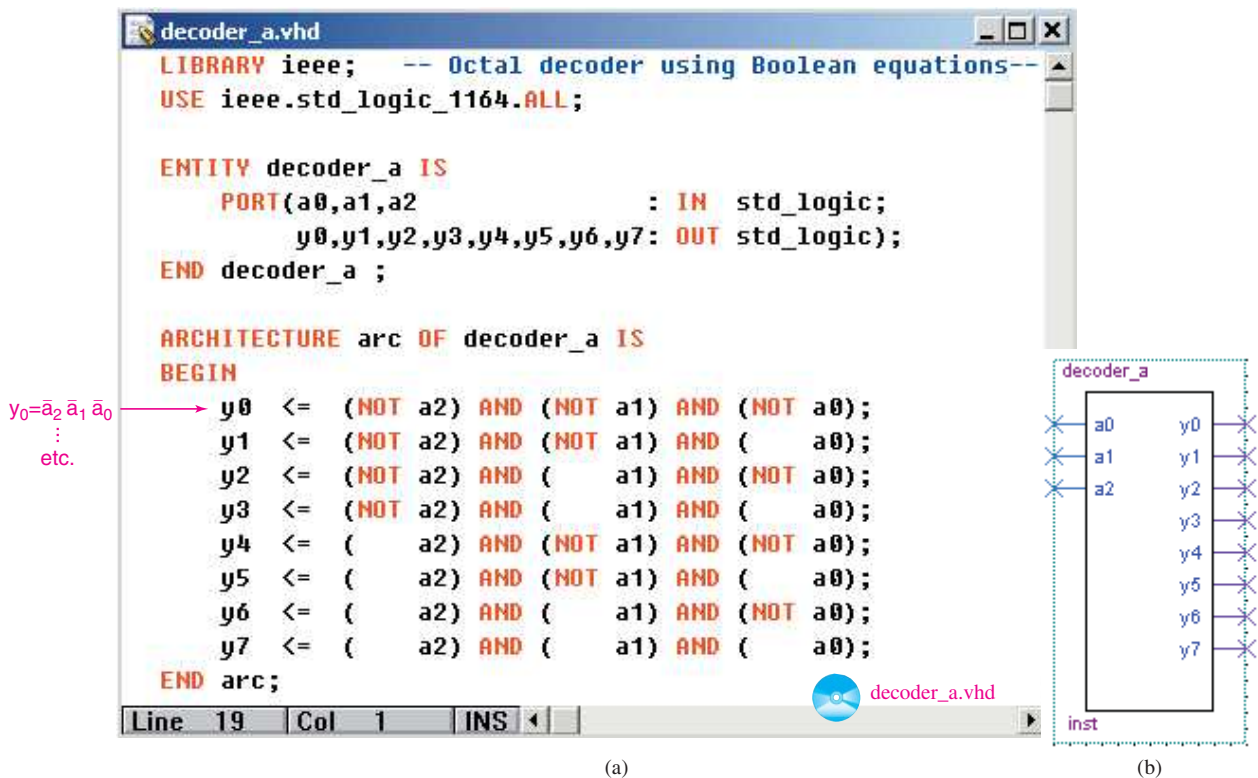 decoder_a.vhd
LIBRARY ieee;   -- Octal decoder using Boolean equations--
USE ieee.std_logic_1164.ALL;
ENTITY decoder_a IS
PORT(a0,a1,a2 : IN std_logic;
y0,y1,y2,y3,y4,y5,y6,y7: OUT std_logic);
END decoder_a ;
ARCHITECTURE arc OF decoder_a IS
BEGIN
y0 <= (NOT a2) AND (NOT a1) AND (NOT a0);
y1 <= (NOT a2) AND (NOT a1) AND (    a0);
y2 <= (NOT a2) AND (    a1) AND (NOT a0);
y3 <= (NOT a2) AND (    a1) AND (    a0);
y4 <= (    a2) AND (NOT a1) AND (NOT a0);
y5 <= (    a2) AND (NOT a1) AND (    a0);
y6 <= (    a2) AND (    a1) AND (NOT a0);
y7 <= (    a2) AND (    a1) AND (    a0);
END arc;
y₀=a̅₂ a̅₁ a̅₀
⋮
etc.
decoder_a.vhd
Line 19 Col 1 INS
(a)
decoder_a
a0 y0
a1 y1
a2 y2
y3
y4
y5
y6
y7
inst
(b)